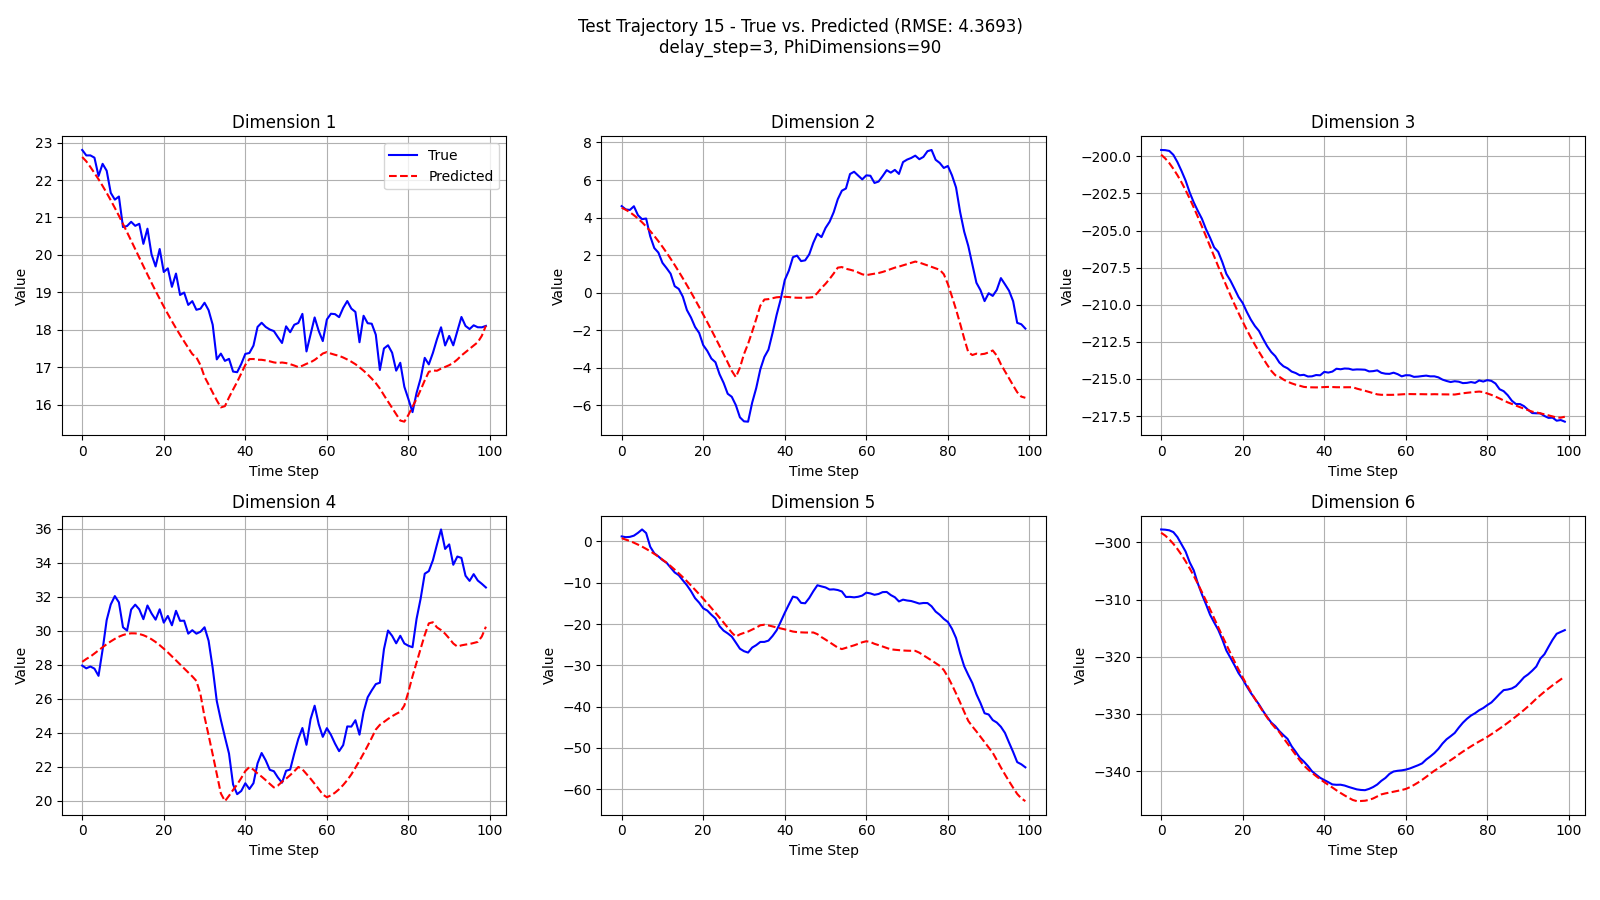 Test Trajectory 15 - True vs. Predicted (RMSE: 4.3693)
delay_step=3, PhiDimensions=90
Dimension 1
Value
23
22
21
20
19
18
17
16
True
Predicted
0 20 40 60 80 100
Time Step
Dimension 2
Value
8
6
4
2
0
−2
−4
−6
0 20 40 60 80 100
Time Step
Dimension 3
Value
−200.0
−202.5
−205.0
−207.5
−210.0
−212.5
−215.0
−217.5
0 20 40 60 80 100
Time Step
Dimension 4
Value
36
34
32
30
28
26
24
22
20
0 20 40 60 80 100
Time Step
Dimension 5
Value
0
−10
−20
−30
−40
−50
−60
0 20 40 60 80 100
Time Step
Dimension 6
Value
−300
−310
−320
−330
−340
0 20 40 60 80 100
Time Step